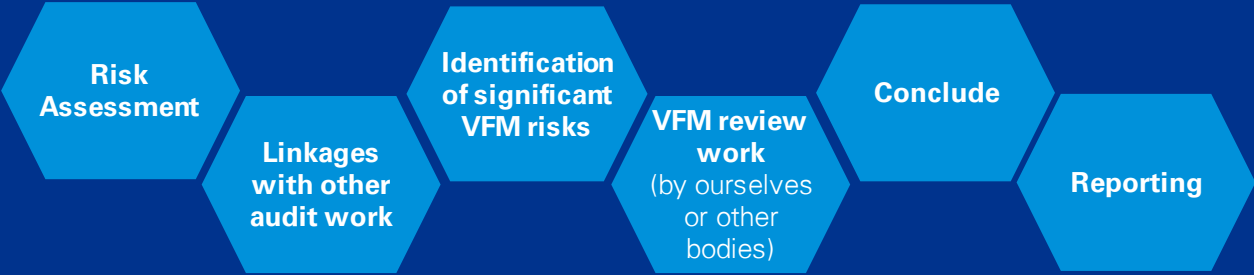 Risk
Assessment
Linkages
with other
audit work
Identification
of significant
VFM risks
VFM review
work
(by ourselves
or other
bodies)
Conclude
Reporting